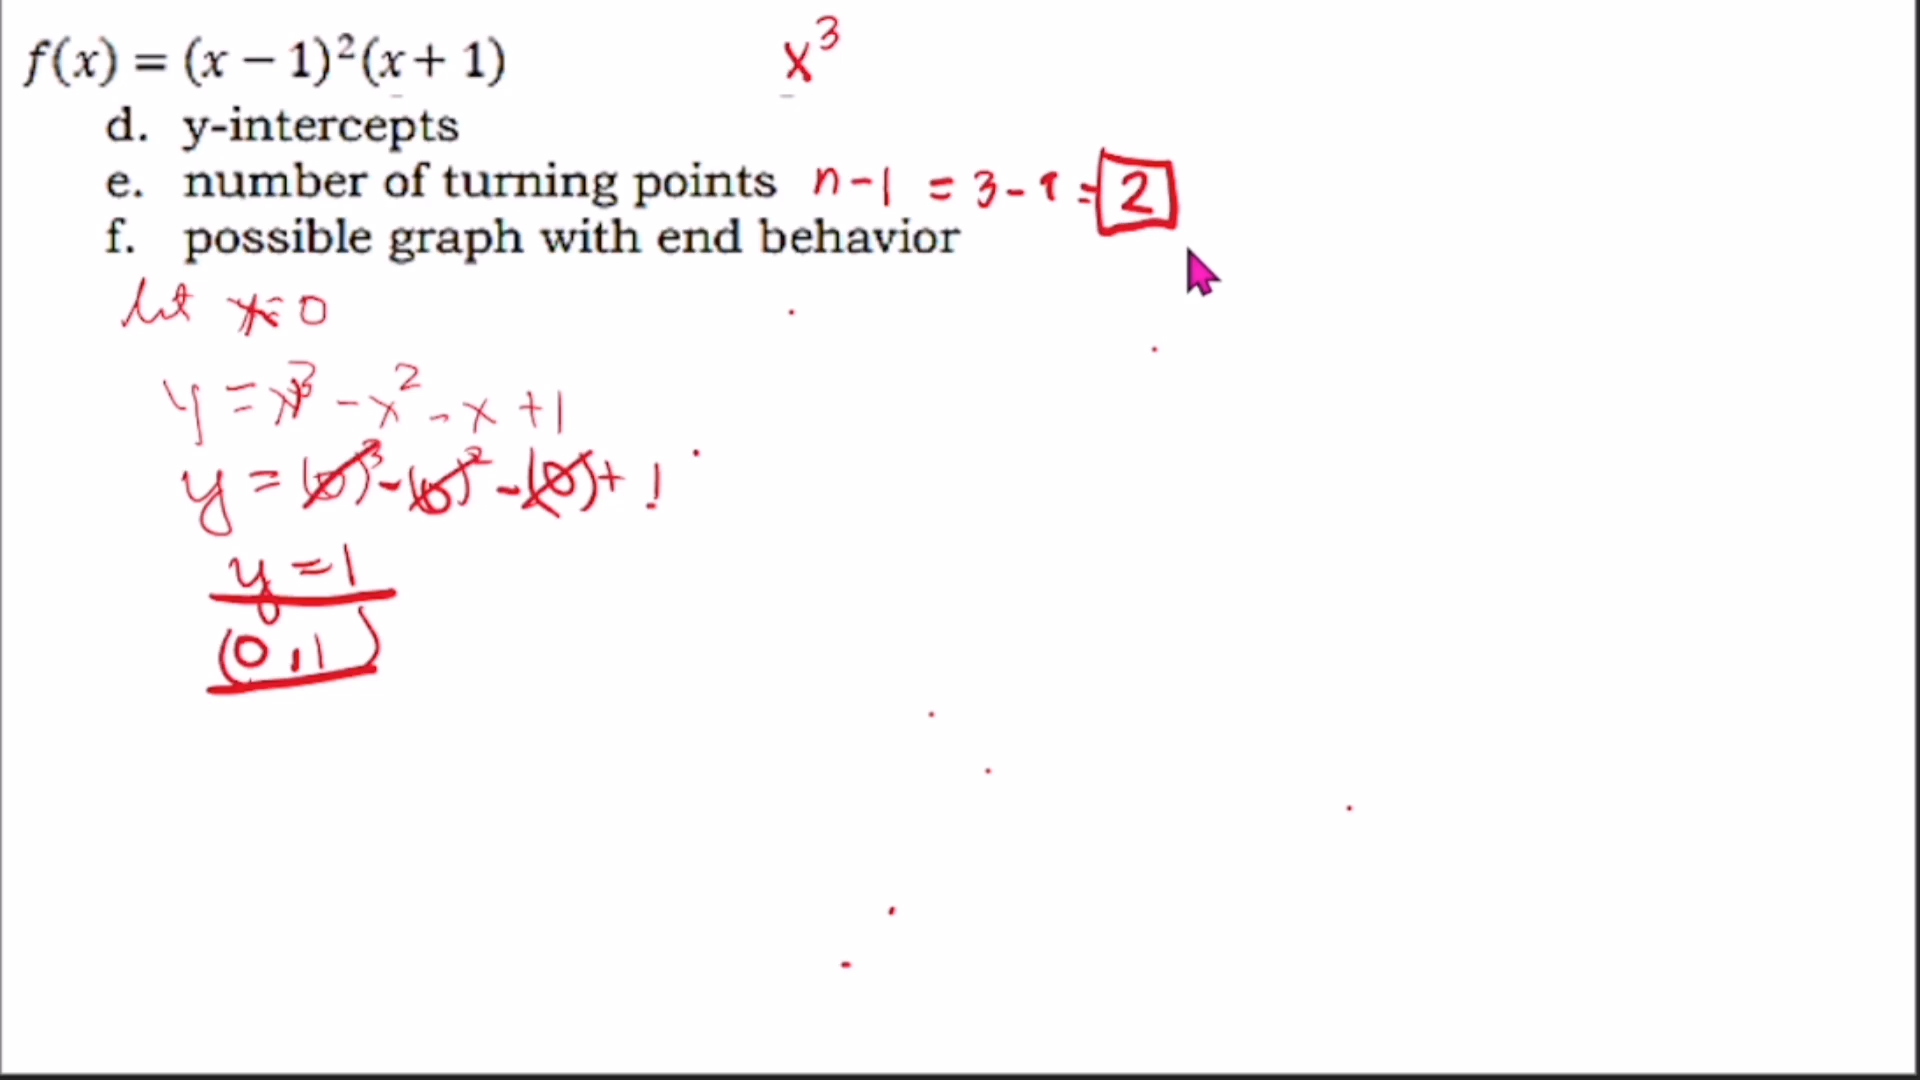 f(x) = (x − 1)²(x + 1)
x³
d. y-intercepts
e. number of turning points n - 1 = 3 - 1 = 2
f. possible graph with end behavior
let x = 0
y = x³ - x² - x + 1
y = (0)³ - (0)² - (0) + 1
y = 1
(0, 1)